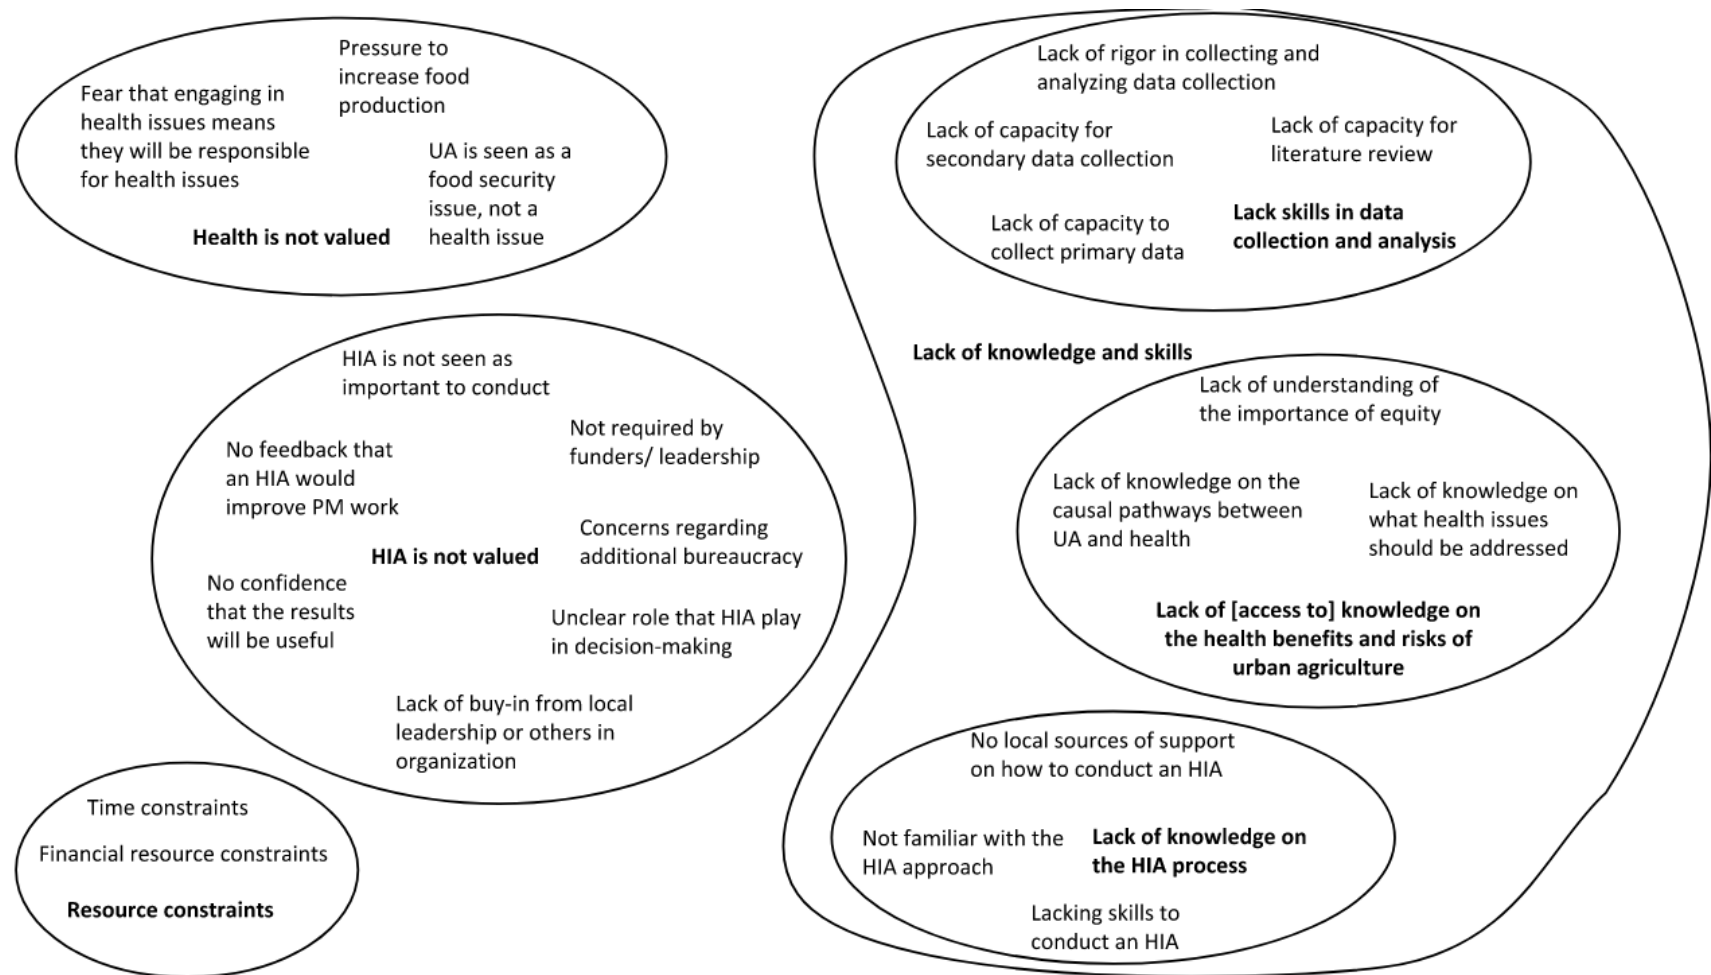 Pressure to
increase food
production
Fear that engaging in
health issues means
they will be responsible
for health issues
UA is seen as a
food security
issue, not a
health issue
Health is not valued
HIA is not seen as
important to conduct
Not required by
funders/ leadership
No feedback that
an HIA would
improve PM work
Concerns regarding
additional bureaucracy
HIA is not valued
No confidence
that the results
will be useful
Unclear role that HIA play
in decision-making
Lack of buy-in from local
leadership or others in
organization
Time constraints
Financial resource constraints
Resource constraints
Lack of rigor in collecting and
analyzing data collection
Lack of capacity for
secondary data collection
Lack of capacity for
literature review
Lack of capacity to
collect primary data
Lack skills in data
collection and analysis
Lack of knowledge and skills
Lack of understanding of
the importance of equity
Lack of knowledge on the
causal pathways between
UA and health
Lack of knowledge on
what health issues
should be addressed
Lack of [access to] knowledge on
the health benefits and risks of
urban agriculture
No local sources of support
on how to conduct an HIA
Not familiar with the
HIA approach
Lack of knowledge on
the HIA process
Lacking skills to
conduct an HIA